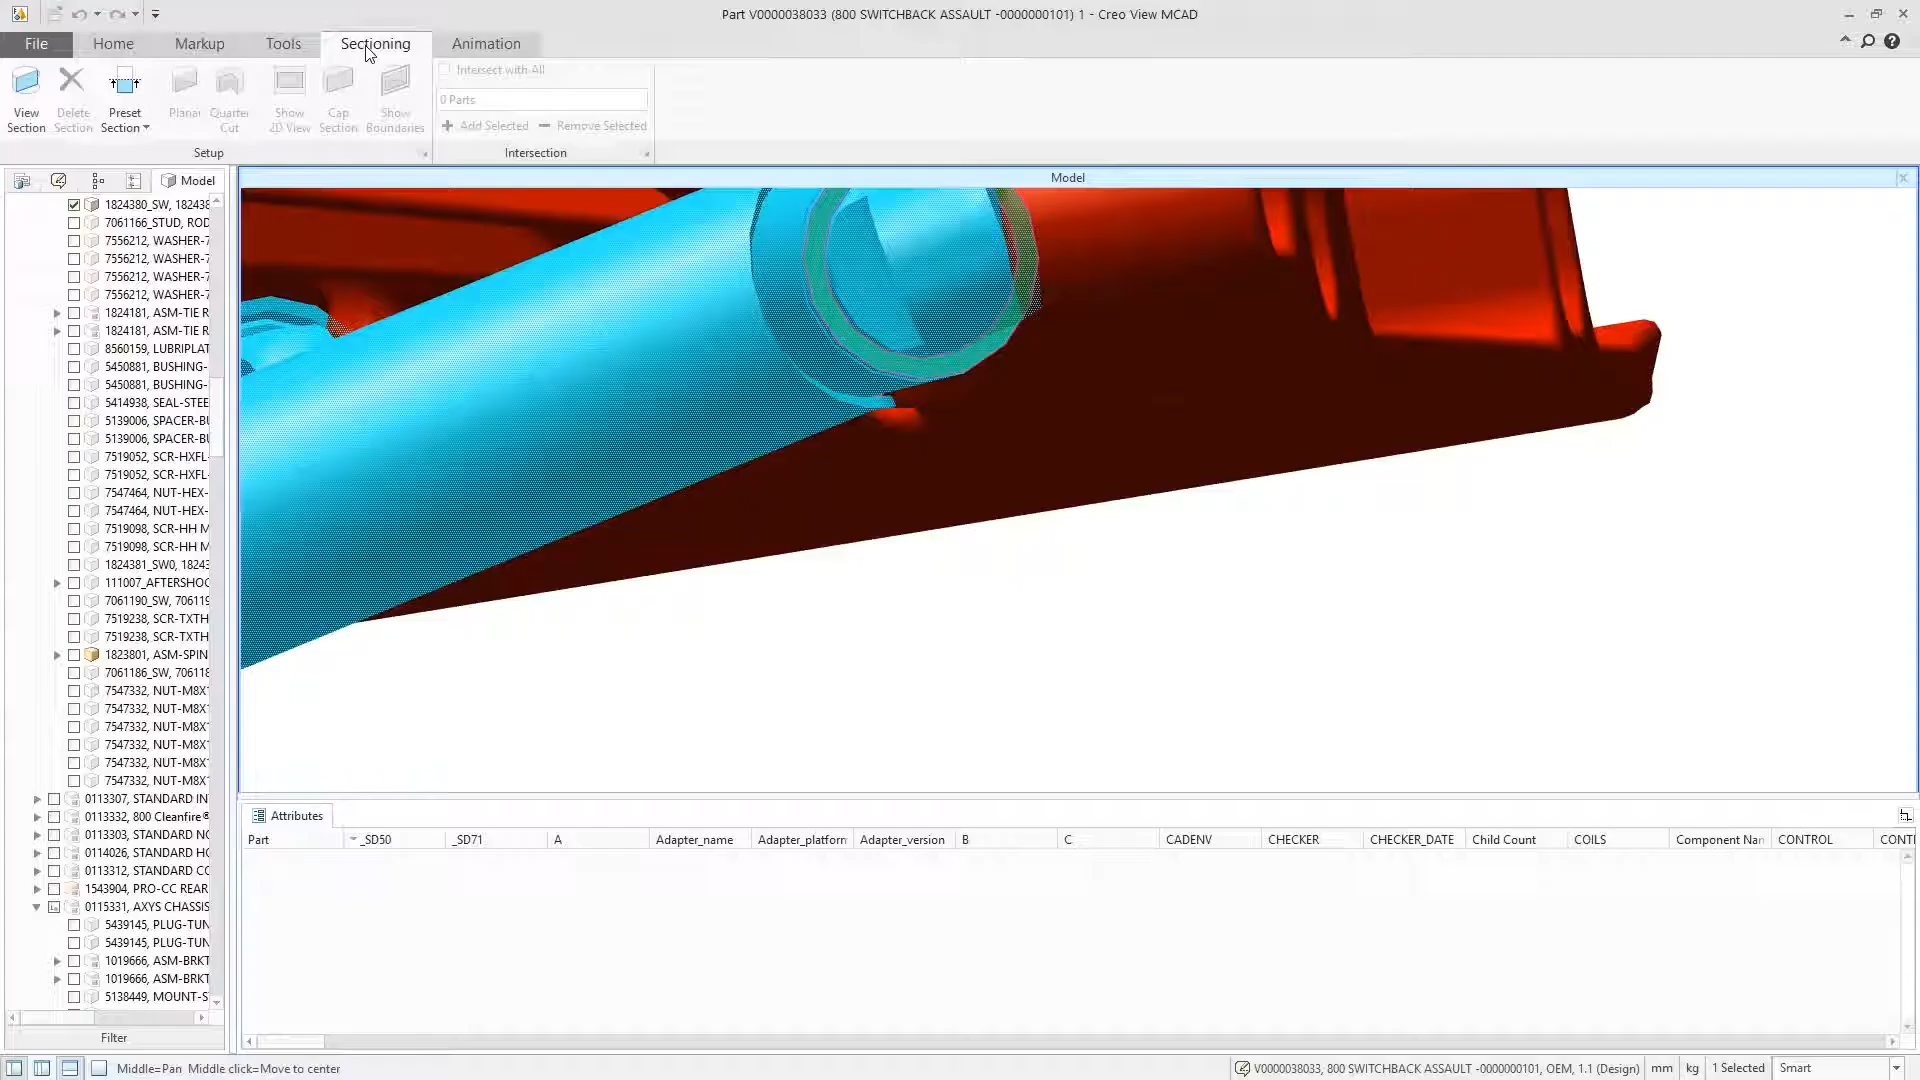 Part V0000038033 (800 SWITCHBACK ASSAULT -0000000101) 1 - Creo View MCAD
File Home Markup Tools Sectioning Animation
View Section
Delete Section
Preset Section
Planar
Quarter Cut
Show 2D View
Cap Section
Show Boundaries
Setup
Intersect with All
0 Parts
Add Selected Remove Selected
Intersection
Model
Model
1824380_SW, 18243
7061166_STUD, ROD
7556212, WASHER-7
7556212, WASHER-7
7556212, WASHER-7
7556212, WASHER-7
1824181, ASM-TIE R
1824181, ASM-TIE R
8560159, LUBRIPLAT
5450881, BUSHING-
5450881, BUSHING-
5414938, SEAL-STEE
5139006, SPACER-BU
5139006, SPACER-BU
7519052, SCR-HXFL-
7519052, SCR-HXFL-
7547464, NUT-HEX-
7547464, NUT-HEX-
7519098, SCR-HH M
7519098, SCR-HH M
1824381_SW0, 18243
111007_AFTERSHOC
7061190_SW, 706119
7519238, SCR-TXTH
7519238, SCR-TXTH
1823801, ASM-SPIN
7061186_SW, 706118
7547332, NUT-M8X1
7547332, NUT-M8X1
7547332, NUT-M8X1
7547332, NUT-M8X1
7547332, NUT-M8X1
7547332, NUT-M8X1
0113307, STANDARD IN
0113332, 800 Cleanfire®
0113303, STANDARD NO
0114026, STANDARD HO
0113312, STANDARD CO
1543904, PRO-CC REAR
0115331, AXYS CHASSIS
5439145, PLUG-TUN
5439145, PLUG-TUN
1019666, ASM-BRKT
1019666, ASM-BRKT
5138449, MOUNT-S
Filter
Attributes
Part _SD50 _SD71 A Adapter_name Adapter_platform Adapter_version B C CADENV CHECKER CHECKER_DATE Child Count COILS Component Nan CONTROL CONTI
Middle=Pan Middle click=Move to center
V0000038033, 800 SWITCHBACK ASSAULT -0000000101, OEM, 1.1 (Design) mm kg 1 Selected Smart